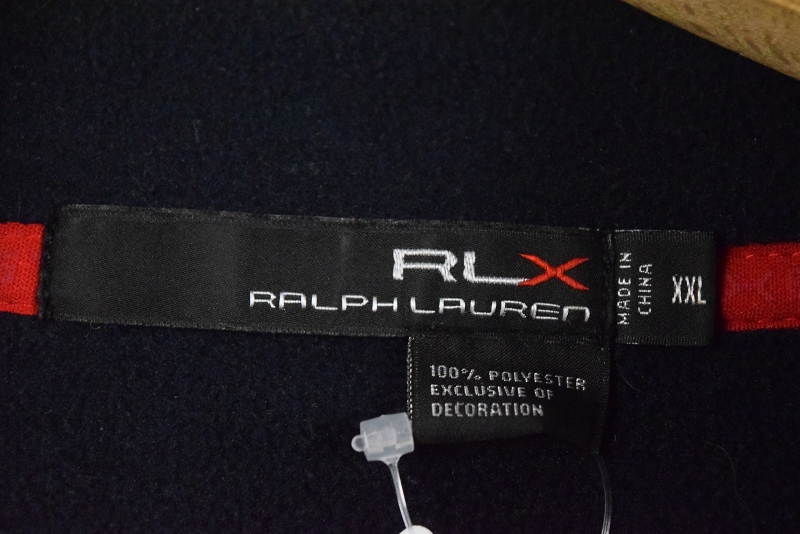 RLX
RALPH LAUREN
MADE IN
CHINA
XXL
100% POLYESTER
EXCLUSIVE OF
DECORATION